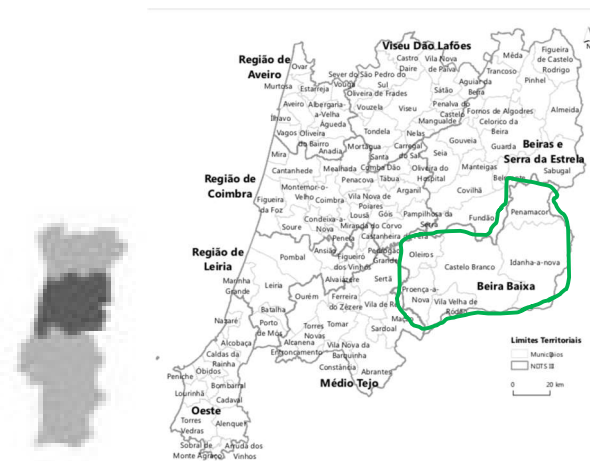 Viseu Dão Lafões
Região de
Aveiro
Ovar
Murtosa
Estarreja
Sever do
Vouga
São Pedro do
Sul
Castro
Daire
Vila Nova
de Paiva
Oliveira de Frades
Sátão
Aguiar da
Beira
Trancoso
Mêda
Figueira
de Castelo
Rodrigo
Pinhel
Almeida
Aveiro
Albergaria-
a-Velha
Vouzela
Viseu
Penalva do
Castelo
Fornos de Algodres
Celorico da
Beira
Mangualde
Ílhavo
Águeda
Vagos
Oliveira
do Bairro
Anadia
Tondela
Nelas
Mortágua
Santa
Comba Dão
Carregal
do Sal
Seia
Gouveia
Guarda
Beiras e
Serra da Estrela
Manteigas
Sabugal
Mira
Cantanhede
Mealhada
Penacova
Tábua
Oliveira do
Hospital
Covilhã
Região de
Coimbra
Montemor-o-
Velho
Coimbra
Vila Nova de
Poiares
Arganil
Figueira
da Foz
Condeixa-a-
Nova
Lousã
Góis
Pampilhosa da
Serra
Fundão
Penamacor
Soure
Miranda do Corvo
Penela
Castanheira de Pera
Região de
Leiria
Pombal
Ansião
Figueiró
dos Vinhos
Pedrógão
Grande
Oleiros
Castelo Branco
Idanha-a-nova
Marinha
Grande
Leiria
Alvaiázere
Sertã
Proença-a-
Nova
Beira Baixa
Vila Velha de
Ródão
Batalha
Ourém
Ferreira
do Zêzere
Vila de Rei
Mação
Nazaré
Porto
de Mós
Torres
Novas
Tomar
Sardoal
Alcobaça
Alcanena
Entroncamento
Vila Nova da
Barquinha
Caldas da
Rainha
Constância
Abrantes
Médio Tejo
Peniche
Óbidos
Bombarral
Lourinhã
Cadaval
Oeste
Torres
Vedras
Alenquer
Sobral de
Monte Agraço
Arruda dos
Vinhos
Limites Territoriais
Municípios
NUTS III
0 20 km